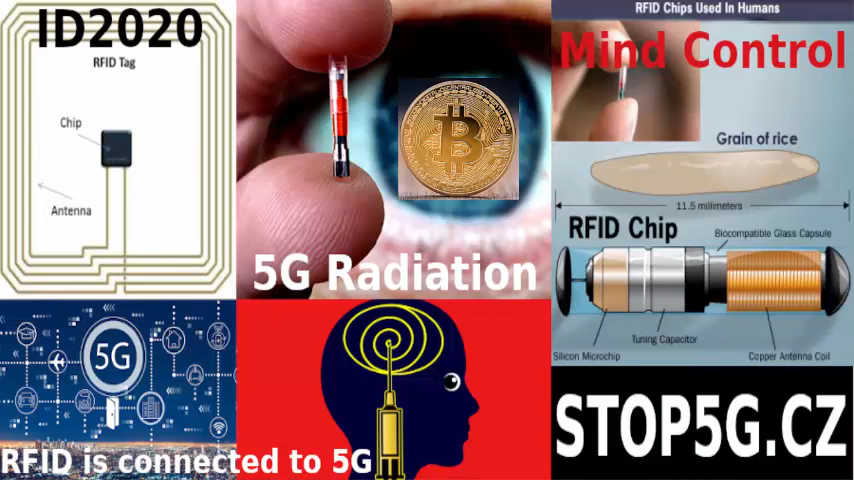 ID2020
RFID Tag
Chip
Antenna
5G Radiation
RFID Chips Used In Humans
Mind Control
Grain of rice
11.5 millimeters
RFID Chip
Biocompatible Glass Capsule
Tuning Capacitor
Silicon Microchip
Copper Antenna Coil
5G
RFID is connected to 5G
STOP5G.CZ